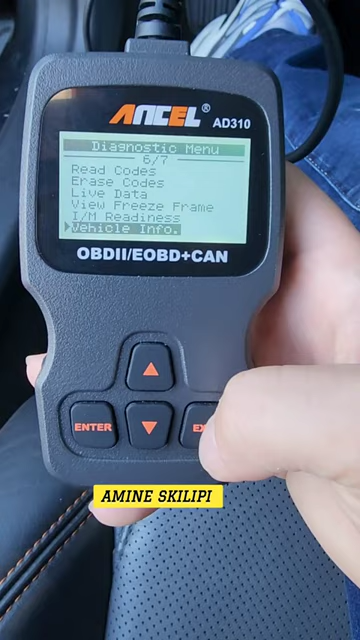 ANCEL®
AD310
Diagnostic Menu
6/7
Read Codes
Erase Codes
Live Data
View Freeze Frame
I/M Readiness
Vehicle Info.
OBDII/EOBD+CAN
ENTER
AMINE SKILIPI